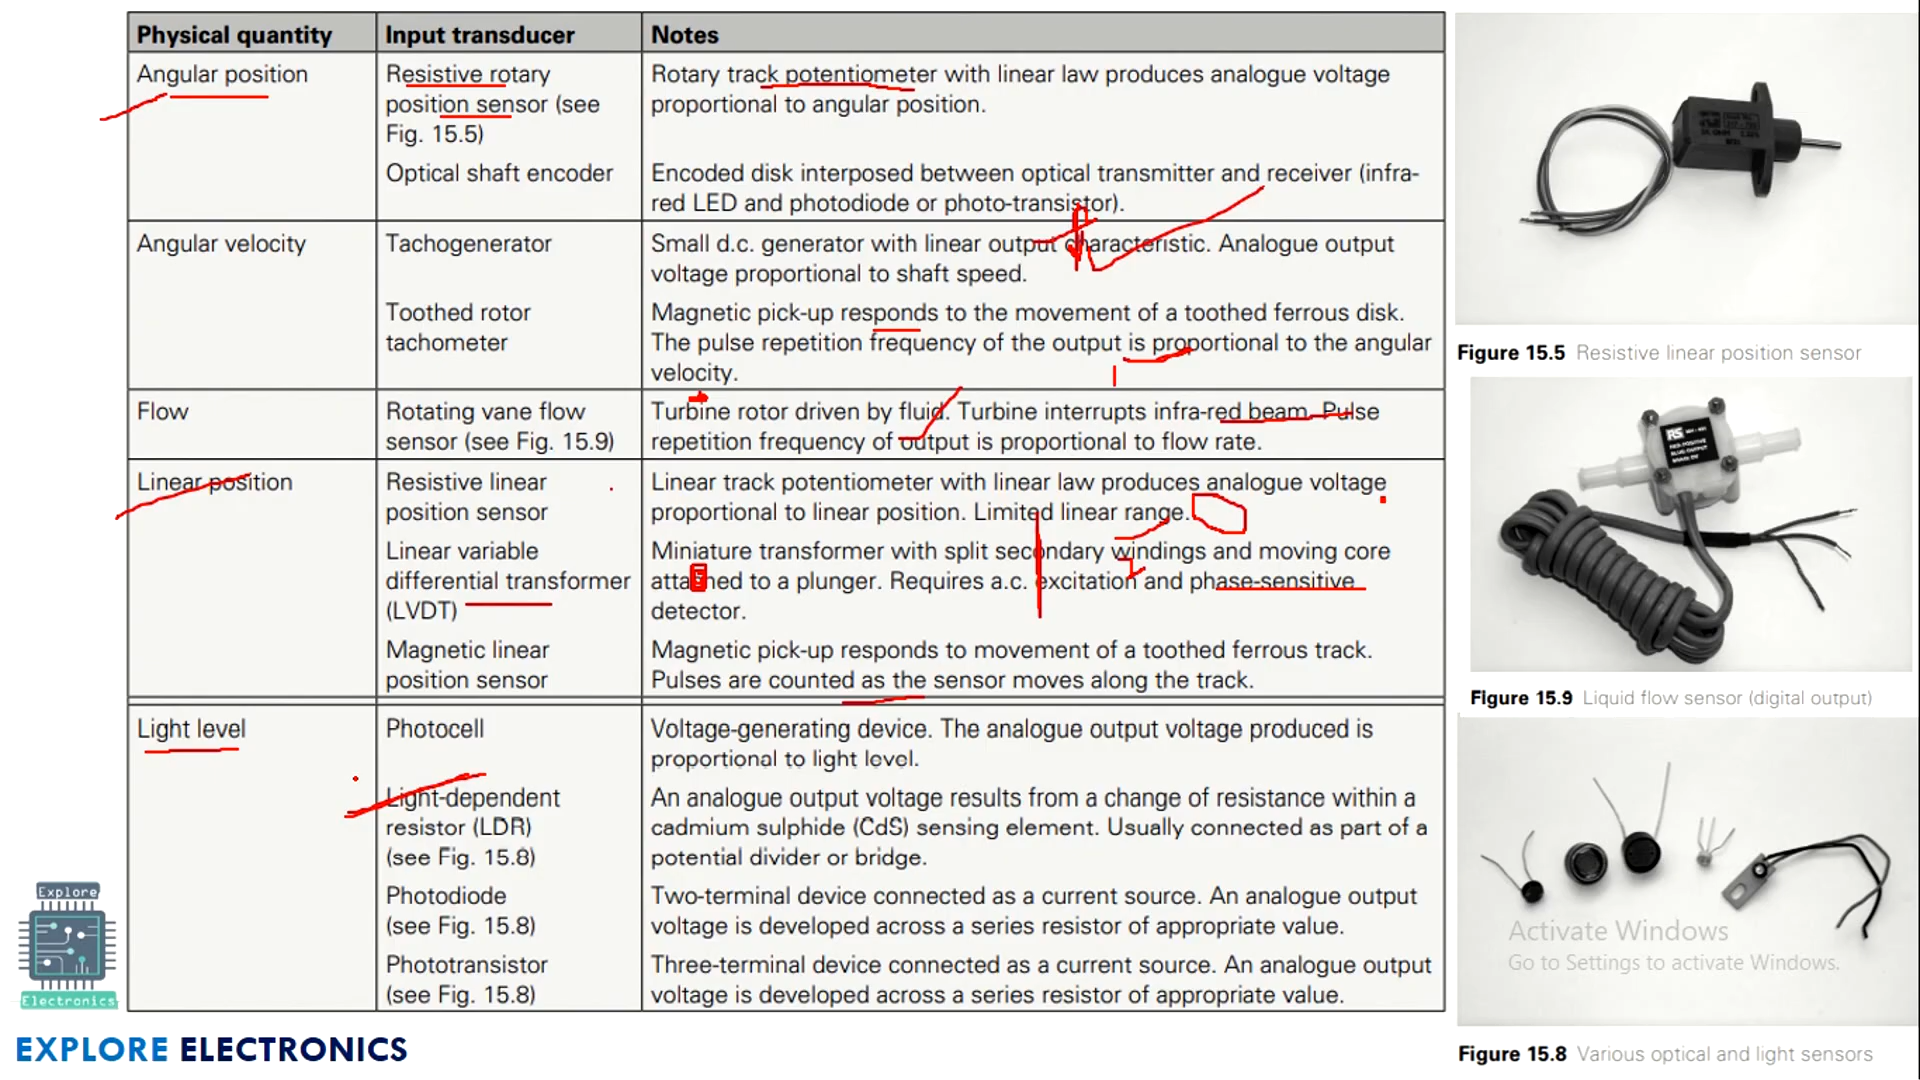 Physical quantity Input transducer Notes
Angular position Resistive rotary Rotary track potentiometer with linear law produces analogue voltage
position sensor (see proportional to angular position.
Fig. 15.5)
Optical shaft encoder Encoded disk interposed between optical transmitter and receiver (infra-
red LED and photodiode or photo-transistor).
Angular velocity Tachogenerator Small d.c. generator with linear output characteristic. Analogue output
voltage proportional to shaft speed.
Toothed rotor Magnetic pick-up responds to the movement of a toothed ferrous disk.
tachometer The pulse repetition frequency of the output is proportional to the angular
velocity.
Flow Rotating vane flow Turbine rotor driven by fluid. Turbine interrupts infra-red beam. Pulse
sensor (see Fig. 15.9) repetition frequency of output is proportional to flow rate.
Linear position Resistive linear Linear track potentiometer with linear law produces analogue voltage
position sensor proportional to linear position. Limited linear range.
Linear variable Miniature transformer with split secondary windings and moving core
differential transformer attached to a plunger. Requires a.c. excitation and phase-sensitive
(LVDT) detector.
Magnetic linear Magnetic pick-up responds to movement of a toothed ferrous track.
position sensor Pulses are counted as the sensor moves along the track.
Light level Photocell Voltage-generating device. The analogue output voltage produced is
proportional to light level.
Light-dependent An analogue output voltage results from a change of resistance within a
resistor (LDR) cadmium sulphide (CdS) sensing element. Usually connected as part of a
(see Fig. 15.8) potential divider or bridge.
Photodiode Two-terminal device connected as a current source. An analogue output
(see Fig. 15.8) voltage is developed across a series resistor of appropriate value.
Phototransistor Three-terminal device connected as a current source. An analogue output
(see Fig. 15.8) voltage is developed across a series resistor of appropriate value.
Figure 15.5 Resistive linear position sensor
RS
Figure 15.9 Liquid flow sensor (digital output)
Activate Windows
Go to Settings to activate Windows.
Figure 15.8 Various optical and light sensors
Explore
Electronics
EXPLORE ELECTRONICS